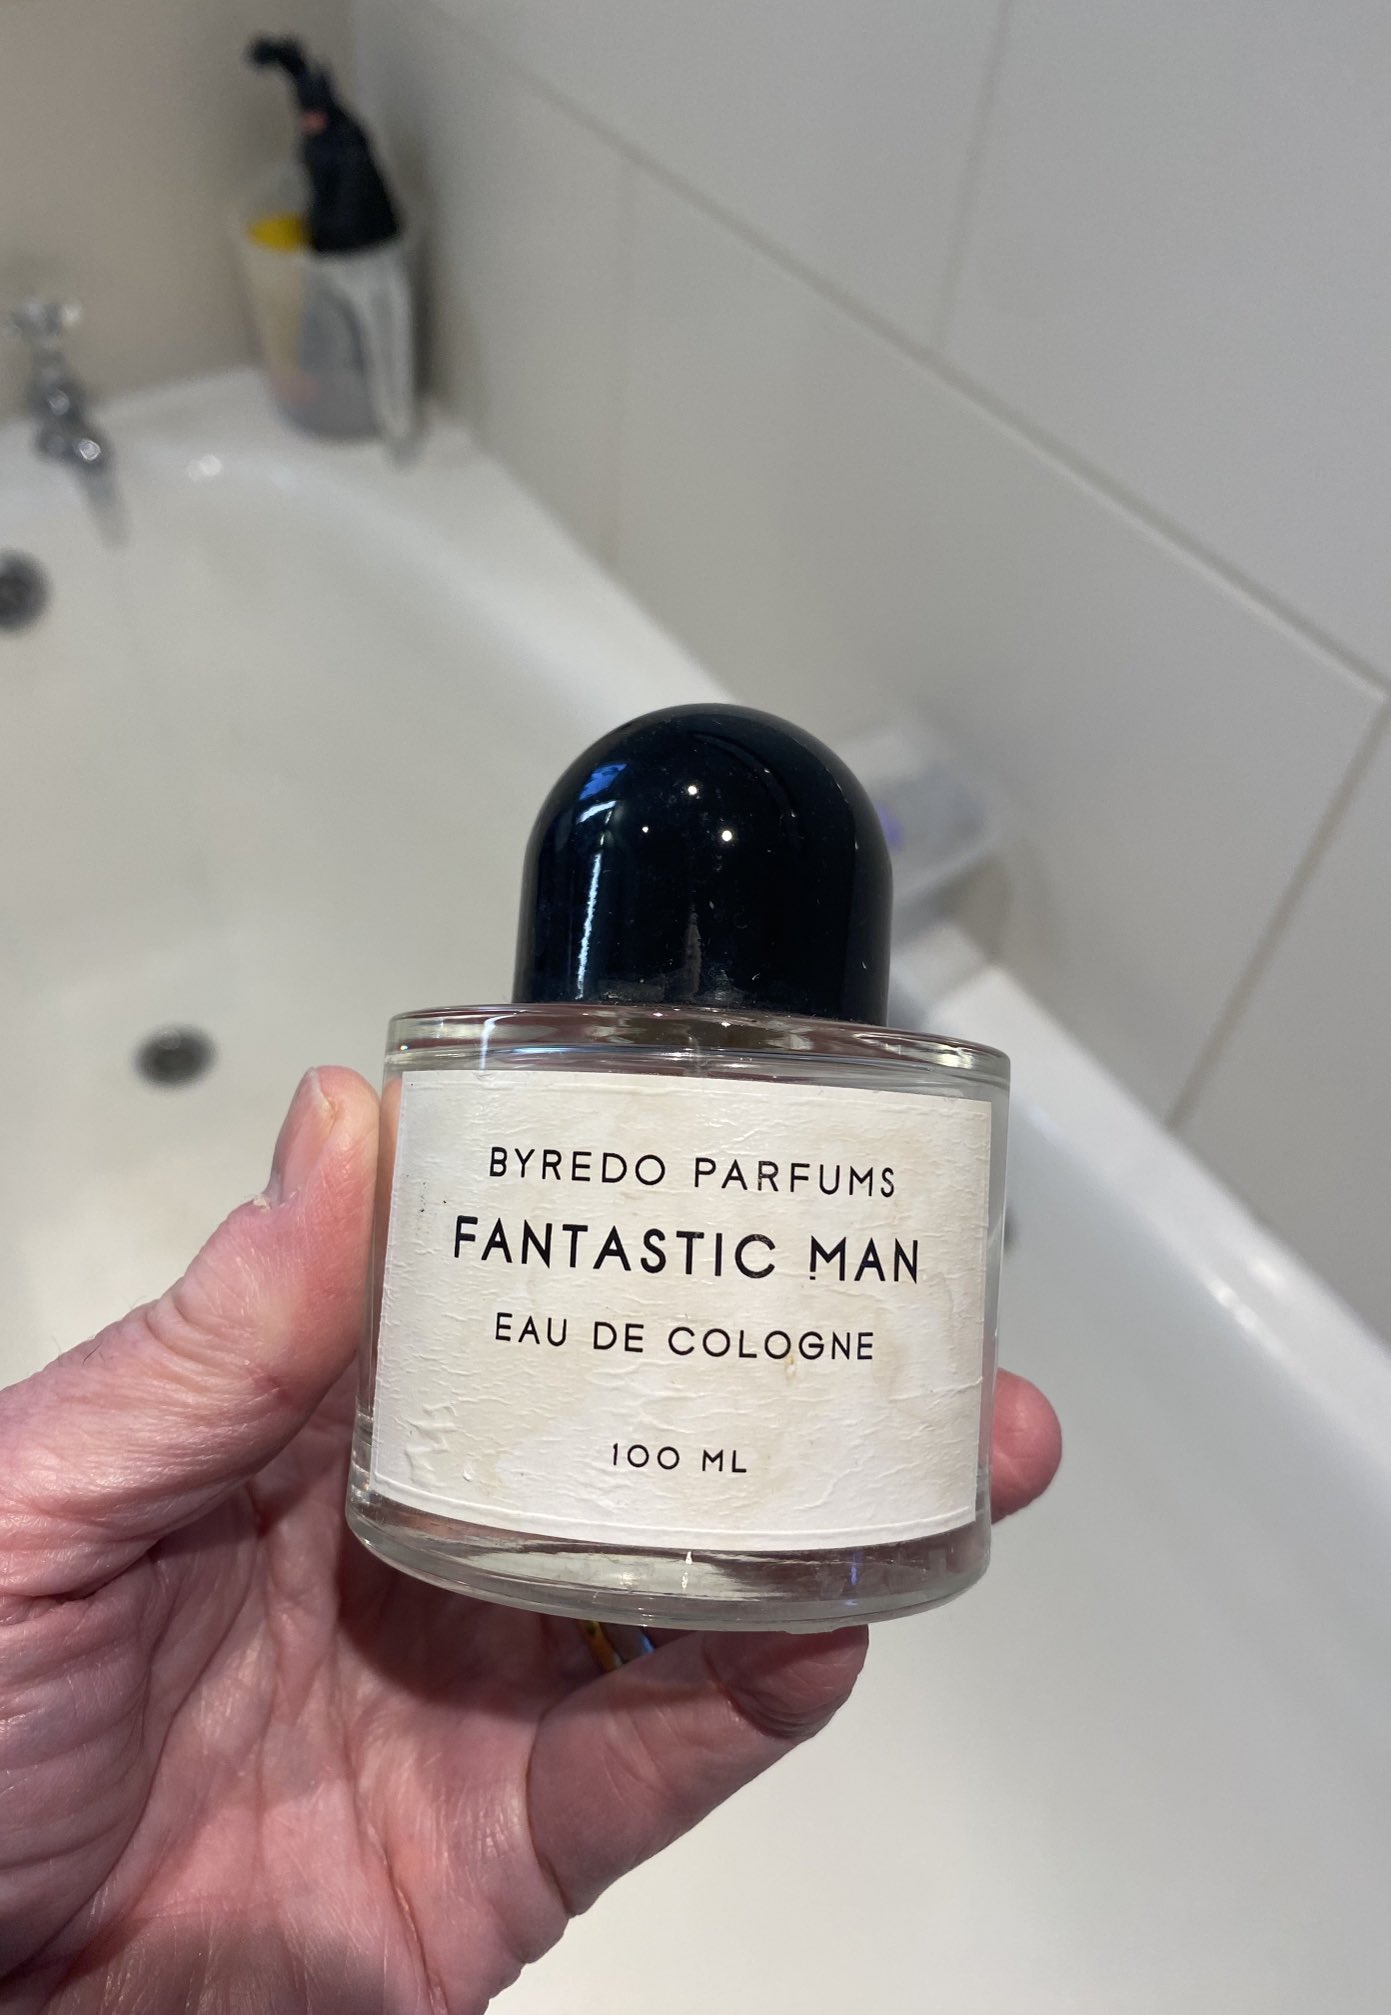 BYREDO PARFUMS
FANTASTIC MAN
EAU DE COLOGNE
100 ML